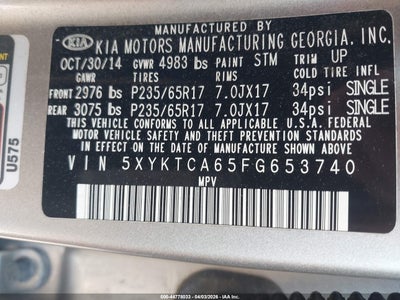 KIA KIA MOTORS MANUFACTURING GEORGIA, INC.
OCT/30/14 GVWR 4983 lbs PAINT STM TRIM UP
GAWR TIRES RIMS COLD TIRE INFL
FRONT 2976 lbs P235/65R17 7.0JX17 34psi SINGLE
REAR 3075 lbs P235/65R17 7.0JX17 34psi SINGLE
THIS VEHICLE CONFORMS TO ALL APPLICABLE U.S.A. FEDERAL
MOTOR VEHICLE SAFETY AND THEFT PREVENTION STANDARDS
IN EFFECT ON THE DATE OF MANUFACTURE SHOWN ABOVE.
VIN 5XYKTCA65FG653740
MPV
U575
000-44778033 - 04/03/2026 - IAA Inc.